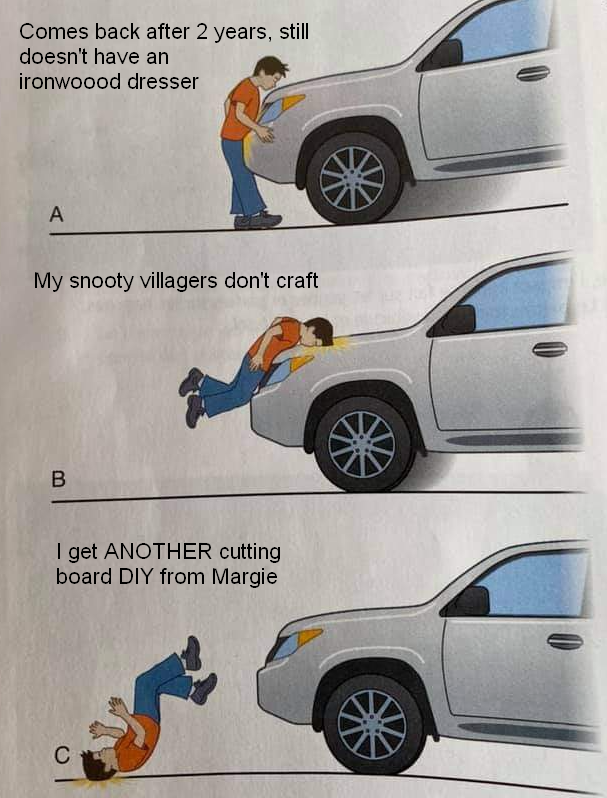 Comes back after 2 years, still
doesn't have an
ironwoood dresser
A
My snooty villagers don't craft
B
I get ANOTHER cutting
board DIY from Margie
C